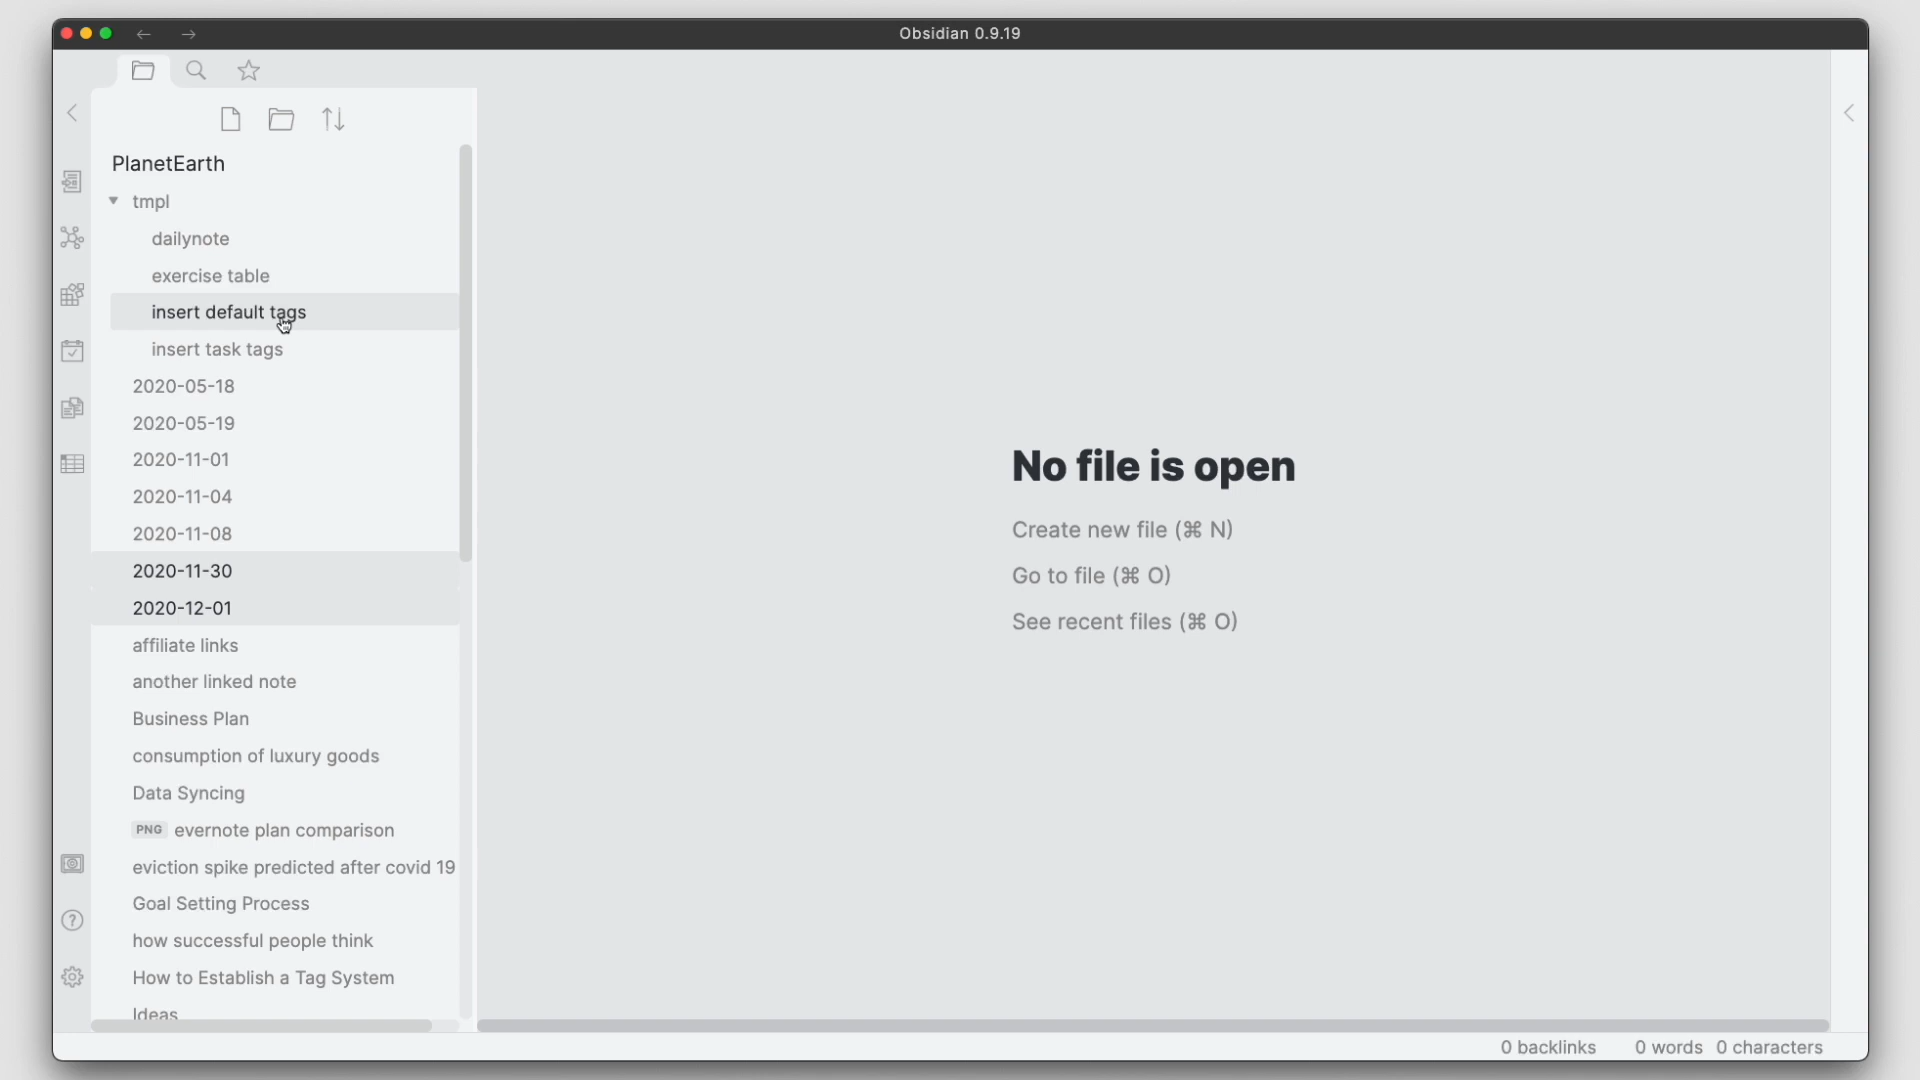 Obsidian 0.9.19
PlanetEarth
tmpl
dailynote
exercise table
insert default tags
insert task tags
2020-05-18
2020-05-19
2020-11-01
2020-11-04
2020-11-08
2020-11-30
2020-12-01
affiliate links
another linked note
Business Plan
consumption of luxury goods
Data Syncing
PNG evernote plan comparison
eviction spike predicted after covid 19
Goal Setting Process
how successful people think
How to Establish a Tag System
Ideas
No file is open
Create new file (⌘ N)
Go to file (⌘ O)
See recent files (⌘ O)
0 backlinks 0 words 0 characters